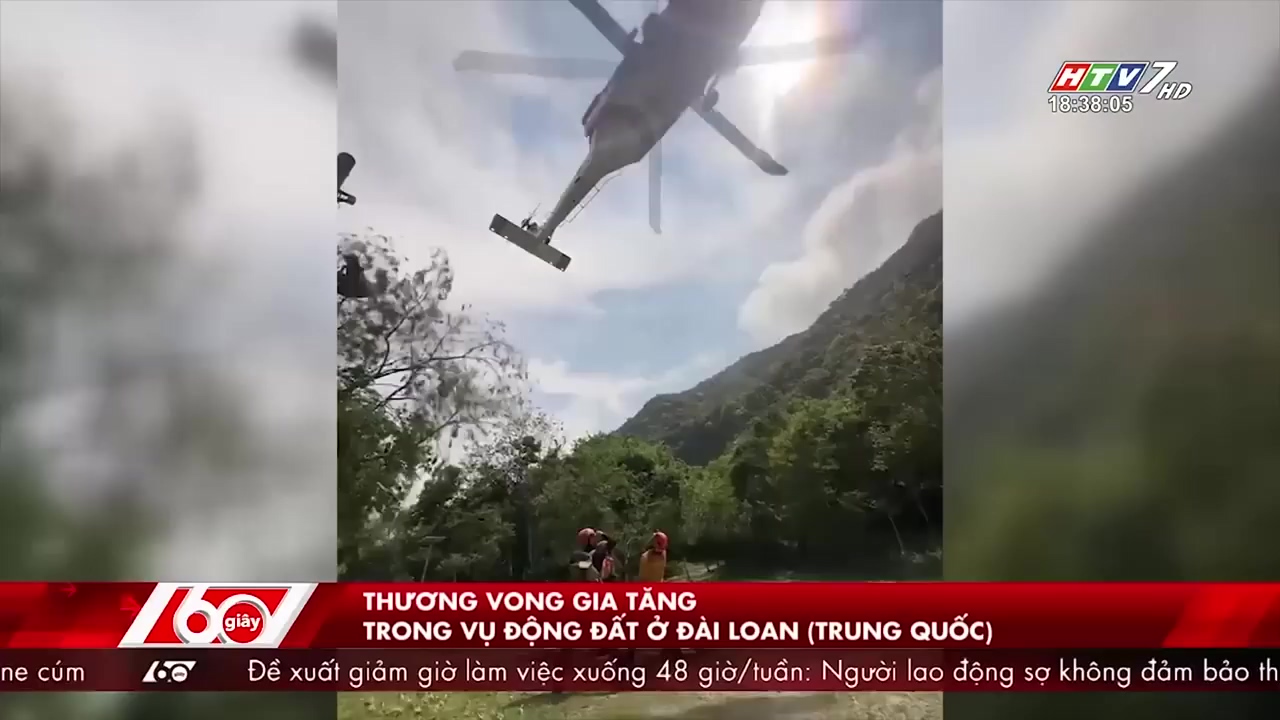 HTV7 HD
18:38:05
60 giây
THƯƠNG VONG GIA TĂNG
TRONG VỤ ĐỘNG ĐẤT Ở ĐÀI LOAN (TRUNG QUỐC)
ne cúm 60 giây Đề xuất giảm giờ làm việc xuống 48 giờ/tuần: Người lao động sợ không đảm bảo th